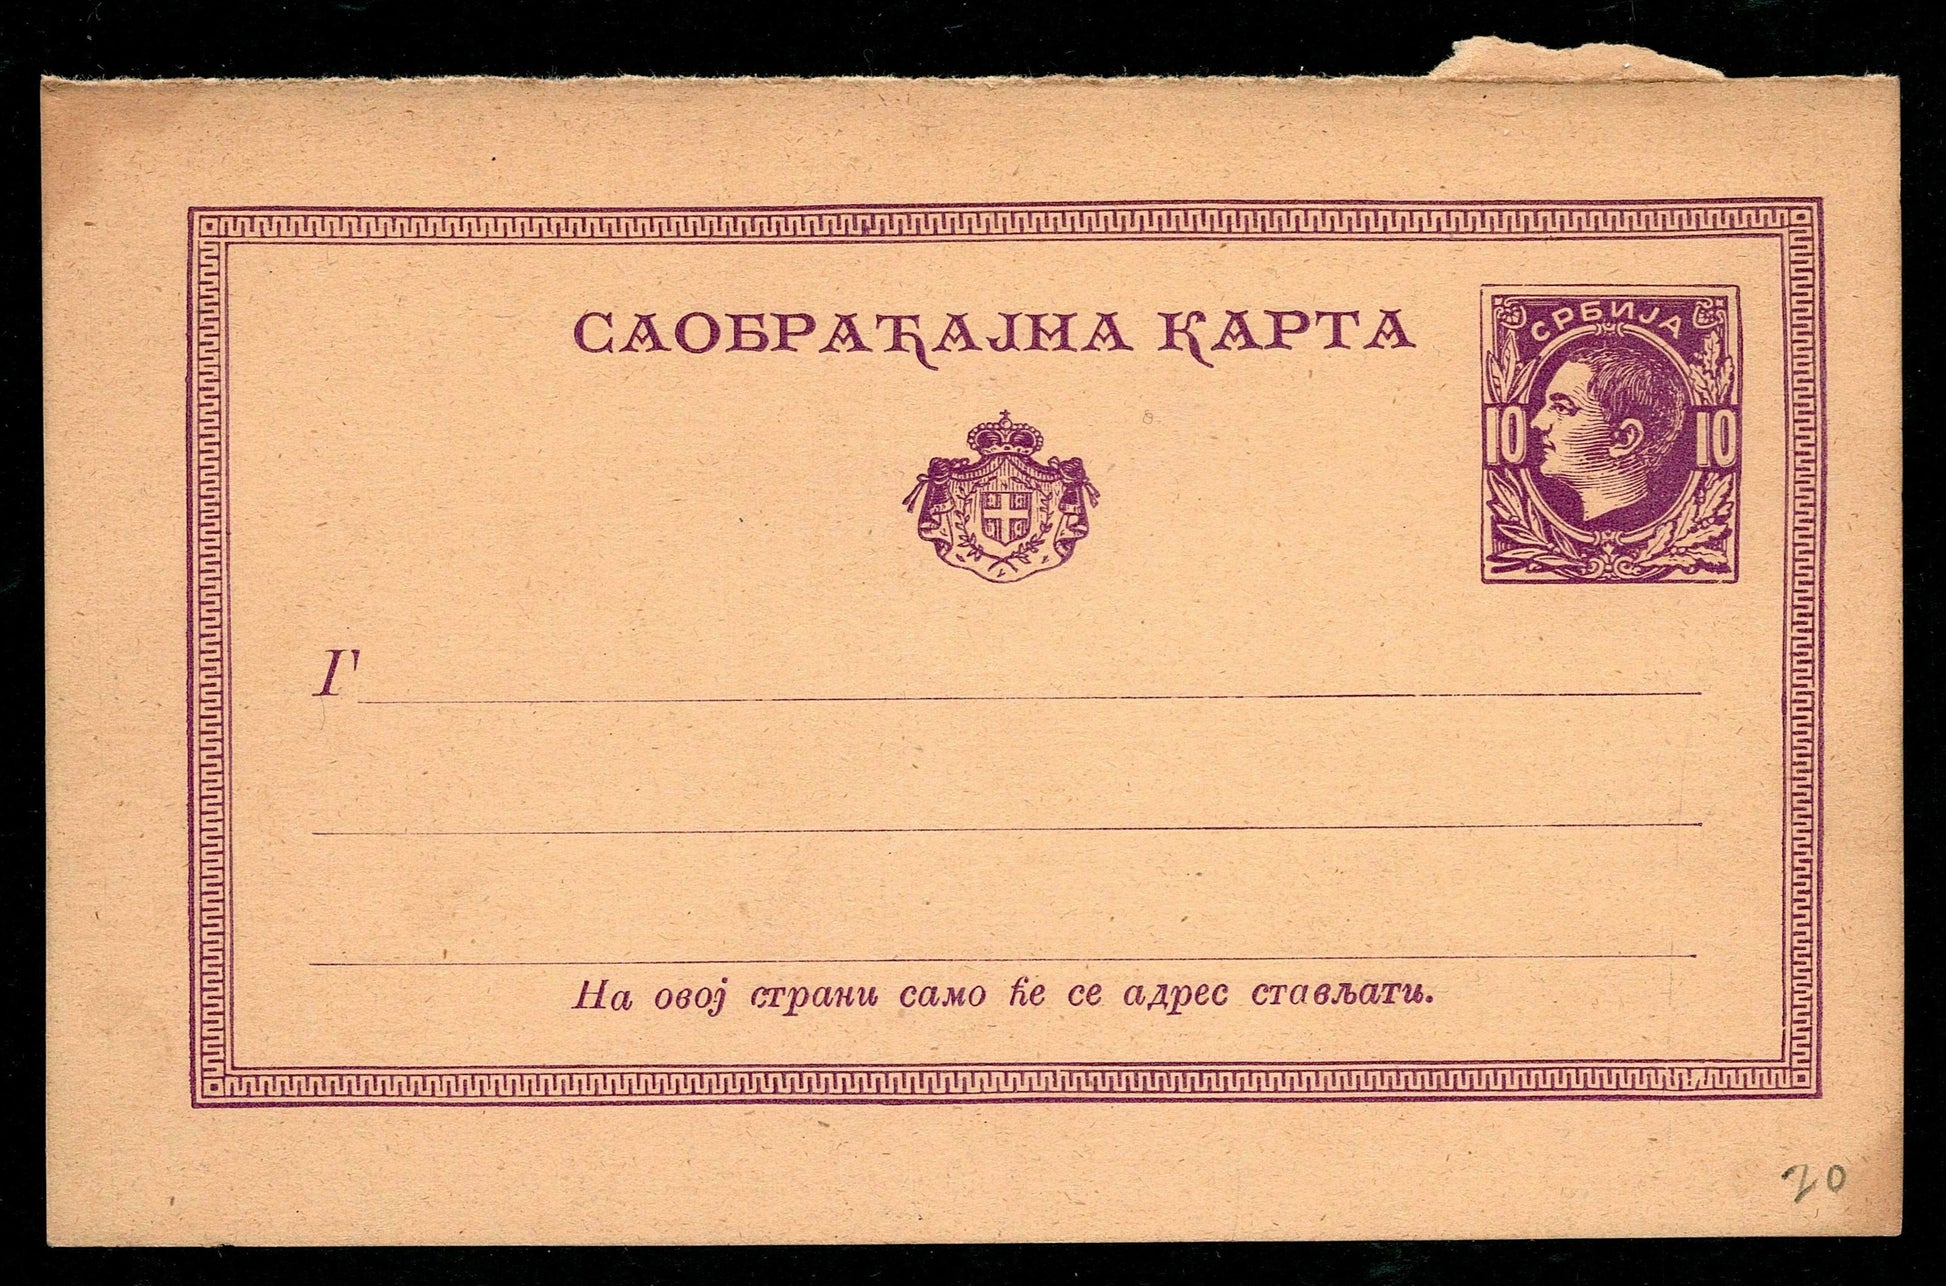 САОБРАЋАЈНА КАРТА
СРБИЈА
10 10
Г
На овој страни само ће се адрес стављати.
20